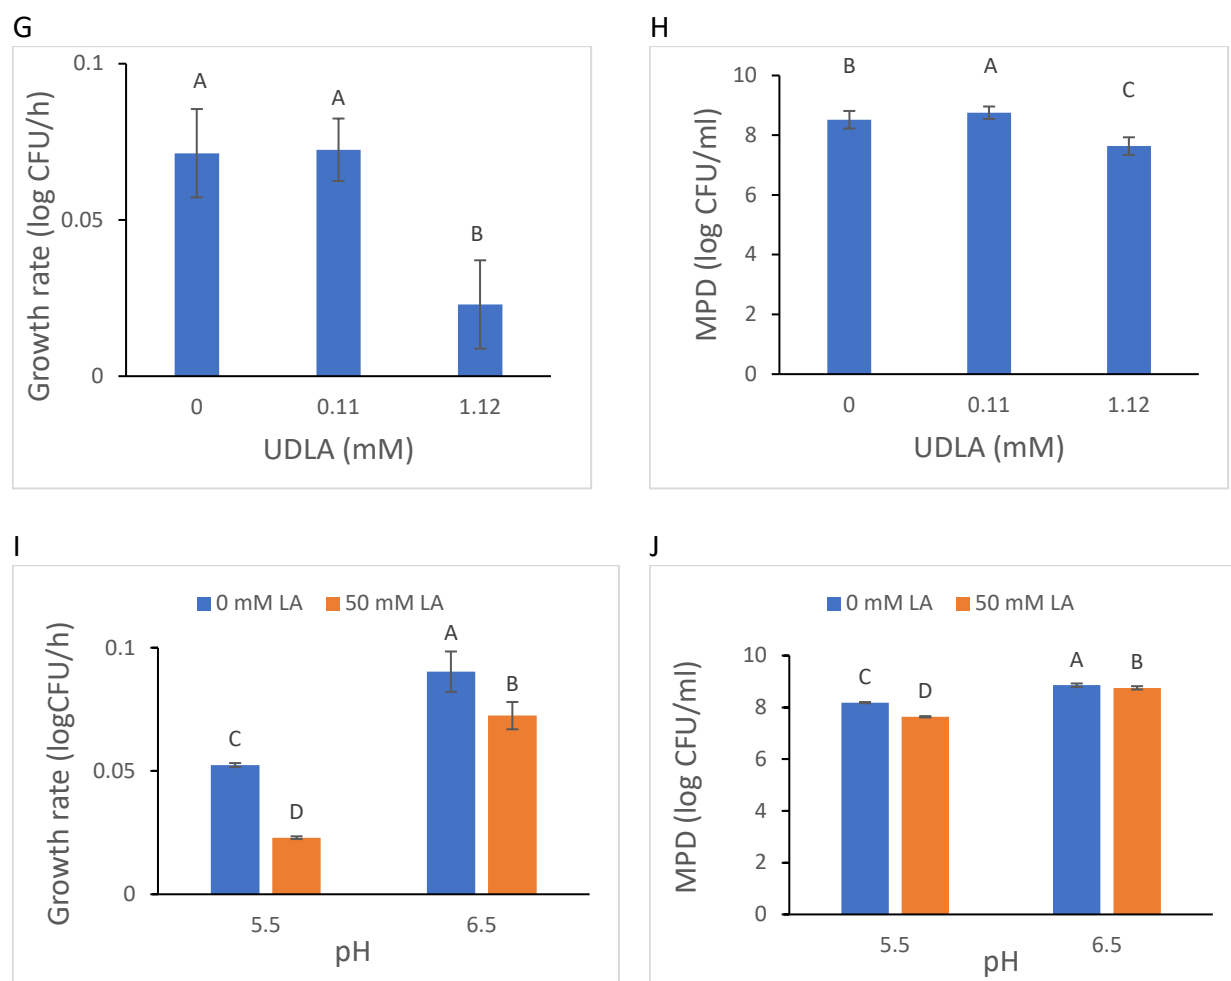 G
Growth rate (log CFU/h)
0.1
0.05
0
A
A
B
0
0.11
1.12
UDLA (mM)
H
MPD (log CFU/ml)
10
8
6
4
2
0
B
A
C
0
0.11
1.12
UDLA (mM)
I
0 mM LA
50 mM LA
Growth rate (logCFU/h)
0.1
0.05
0
C
D
A
B
5.5
6.5
pH
J
0 mM LA
50 mM LA
MPD (log CFU/ml)
10
8
6
4
2
0
C
D
A
B
5.5
6.5
pH